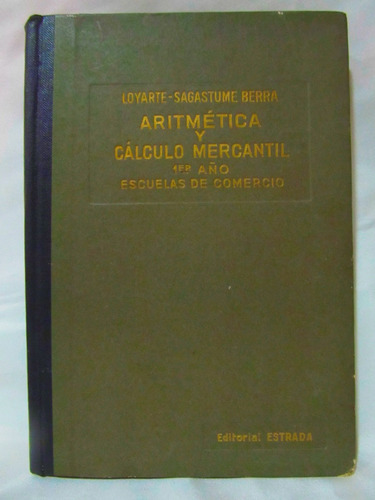 LOYARTE-SAGASTUME BERRA
ARITMÉTICA
Y
CÁLCULO MERCANTIL
1ER AÑO
ESCUELAS DE COMERCIO
Editorial ESTRADA